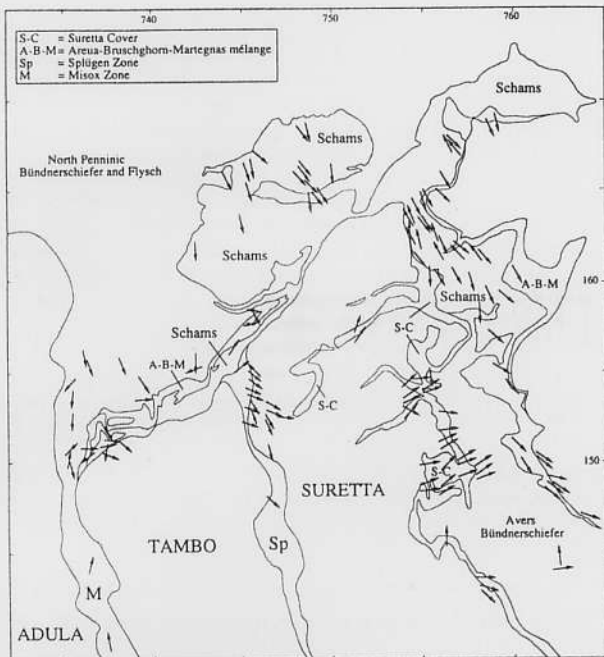 740
750
760
S-C = Suretta Cover
A-B-M = Areua-Bruschghorn-Martegnas mélange
Sp = Splügen Zone
M = Misox Zone
Schams
Schams
North Penninic
Bündnerschiefer and Flysch
Schams
160
A-B-M
Schams
S-C
Schams
A-B-M
S-C
150
S-C
SURETTA
Avers
Bündnerschiefer
TAMBO
Sp
M
ADULA